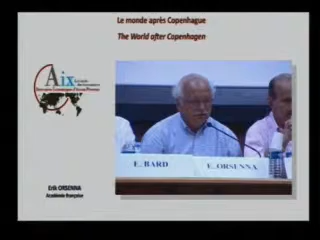 Le monde après Copenhague
The World after Copenhagen
Aix
E. BARD
E. ORSENNA
Erik ORSENNA
Académie française